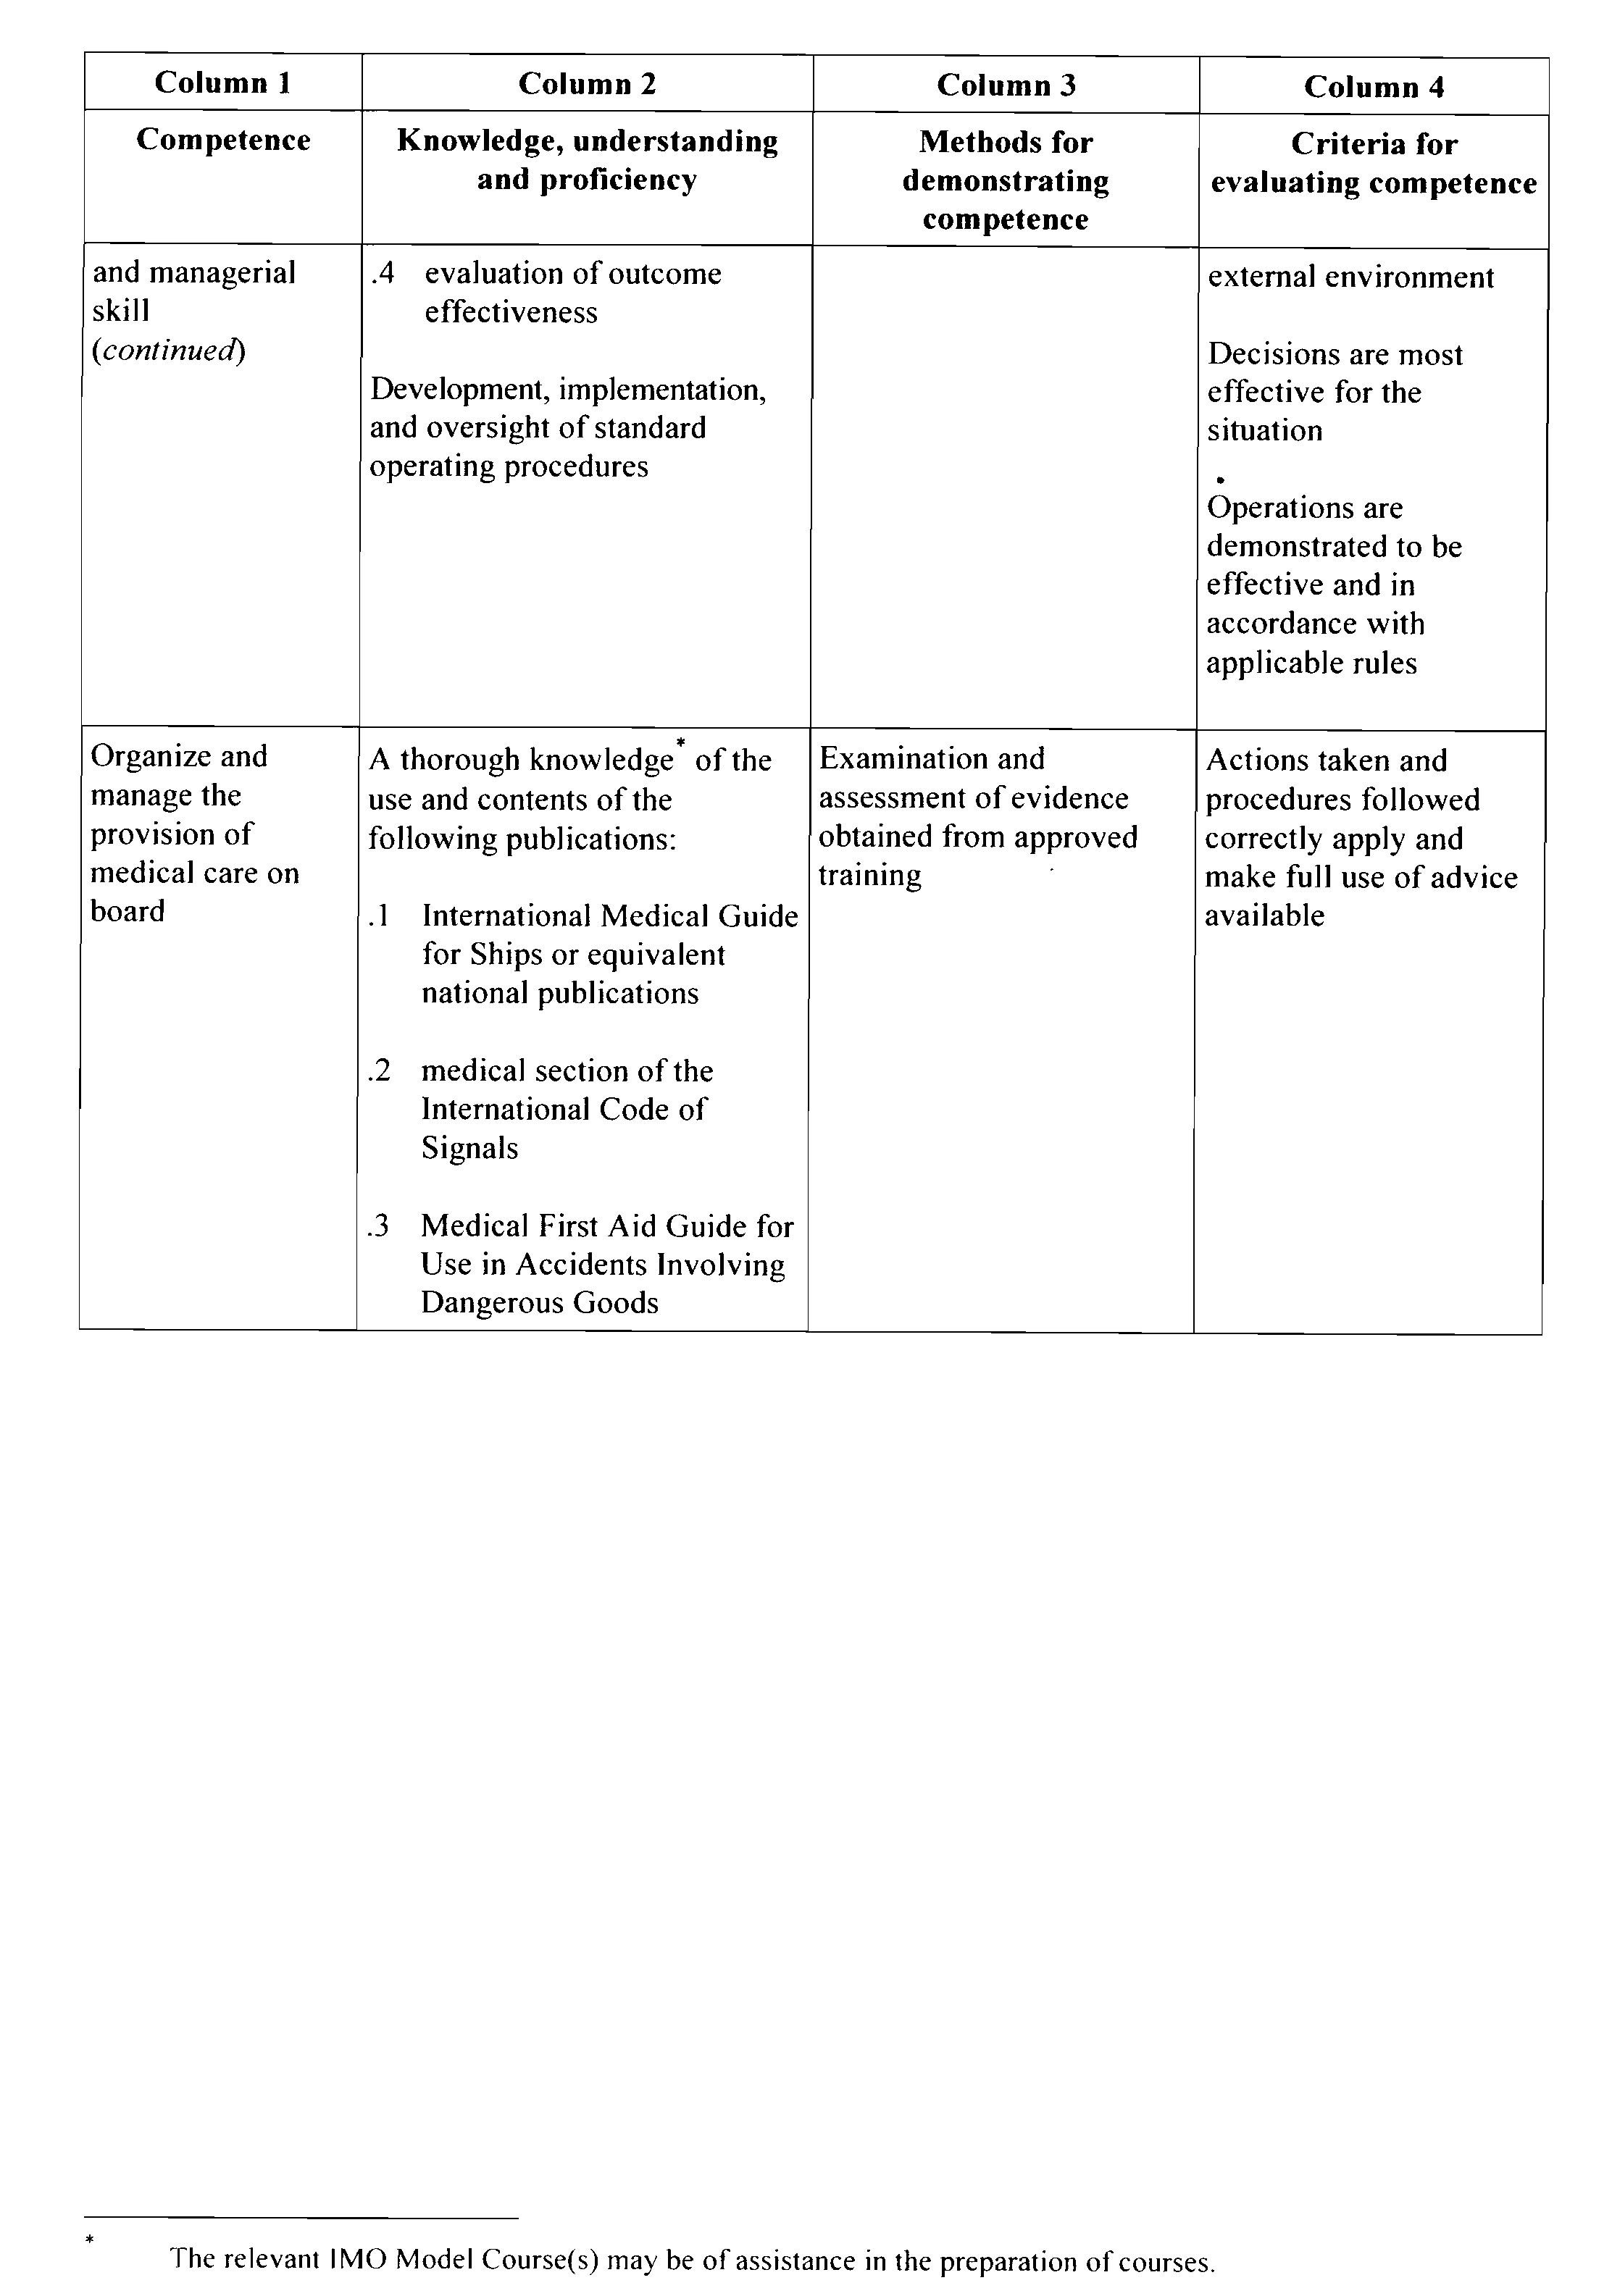 Column 1
Column 2
Column 3
Column 4
Competence
Knowledge, understanding
and proficiency
Methods for
demonstrating
competence
Criteria for
evaluating competence
and managerial
skill
(continued)
.4 evaluation of outcome
effectiveness
Development, implementation,
and oversight of standard
operating procedures
external environment
Decisions are most
effective for the
situation
Operations are
demonstrated to be
effective and in
accordance with
applicable rules
Organize and
manage the
provision of
medical care on
board
A thorough knowledge* of the
use and contents of the
following publications:
.1 International Medical Guide
for Ships or equivalent
national publications
.2 medical section of the
International Code of
Signals
.3 Medical First Aid Guide for
Use in Accidents Involving
Dangerous Goods
Examination and
assessment of evidence
obtained from approved
training
Actions taken and
procedures followed
correctly apply and
make full use of advice
available
* The relevant IMO Model Course(s) may be of assistance in the preparation of courses.